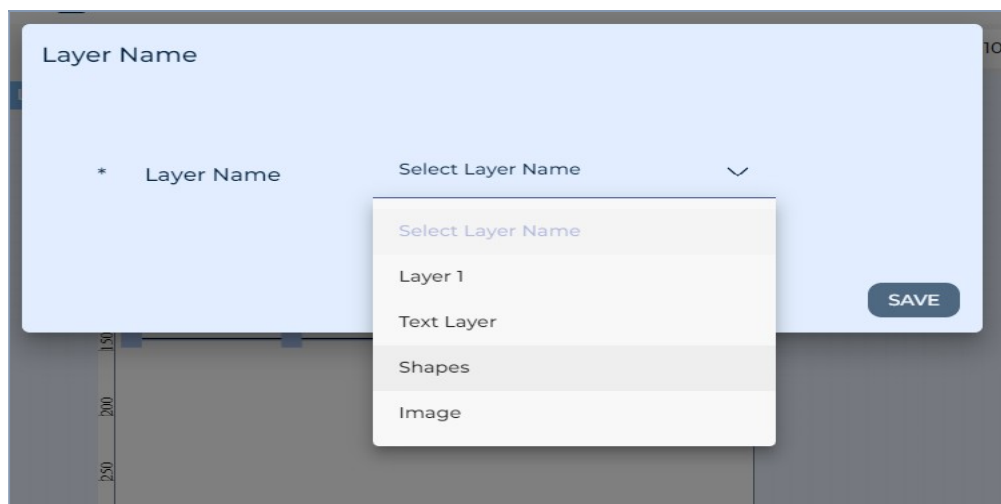 Layer Name
10
* Layer Name
Select Layer Name
Select Layer Name
Layer 1
Text Layer
Shapes
Image
SAVE
150
200
250